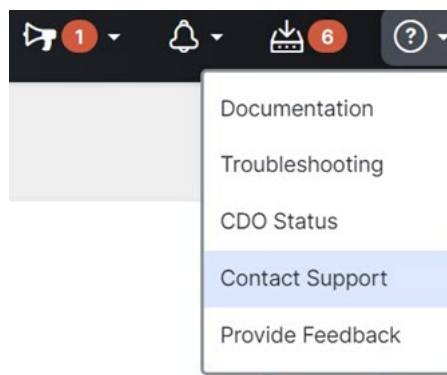 1 6 ?
Documentation
Troubleshooting
CDO Status
Contact Support
Provide Feedback